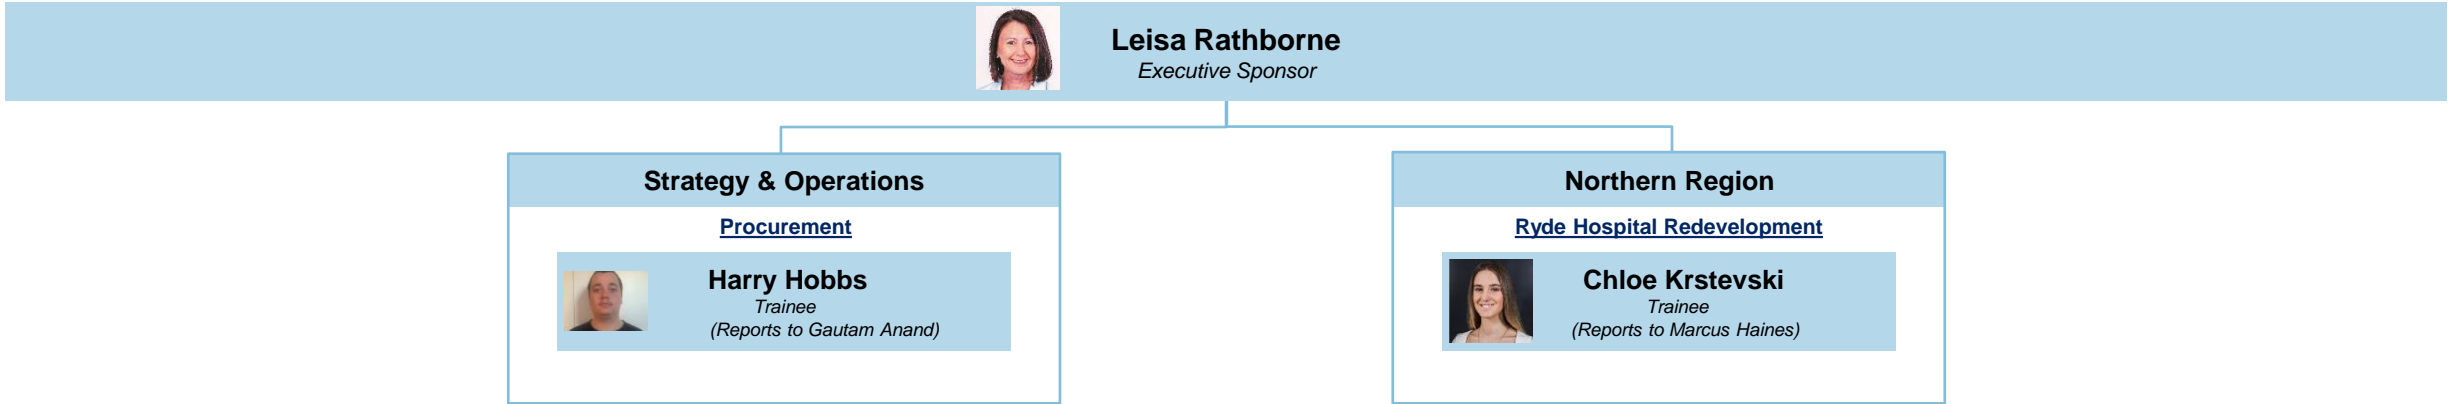 Leisa Rathborne
Executive Sponsor
Strategy & Operations
Procurement
Harry Hobbs
Trainee
(Reports to Gautam Anand)
Northern Region
Ryde Hospital Redevelopment
Chloe Krstevski
Trainee
(Reports to Marcus Haines)